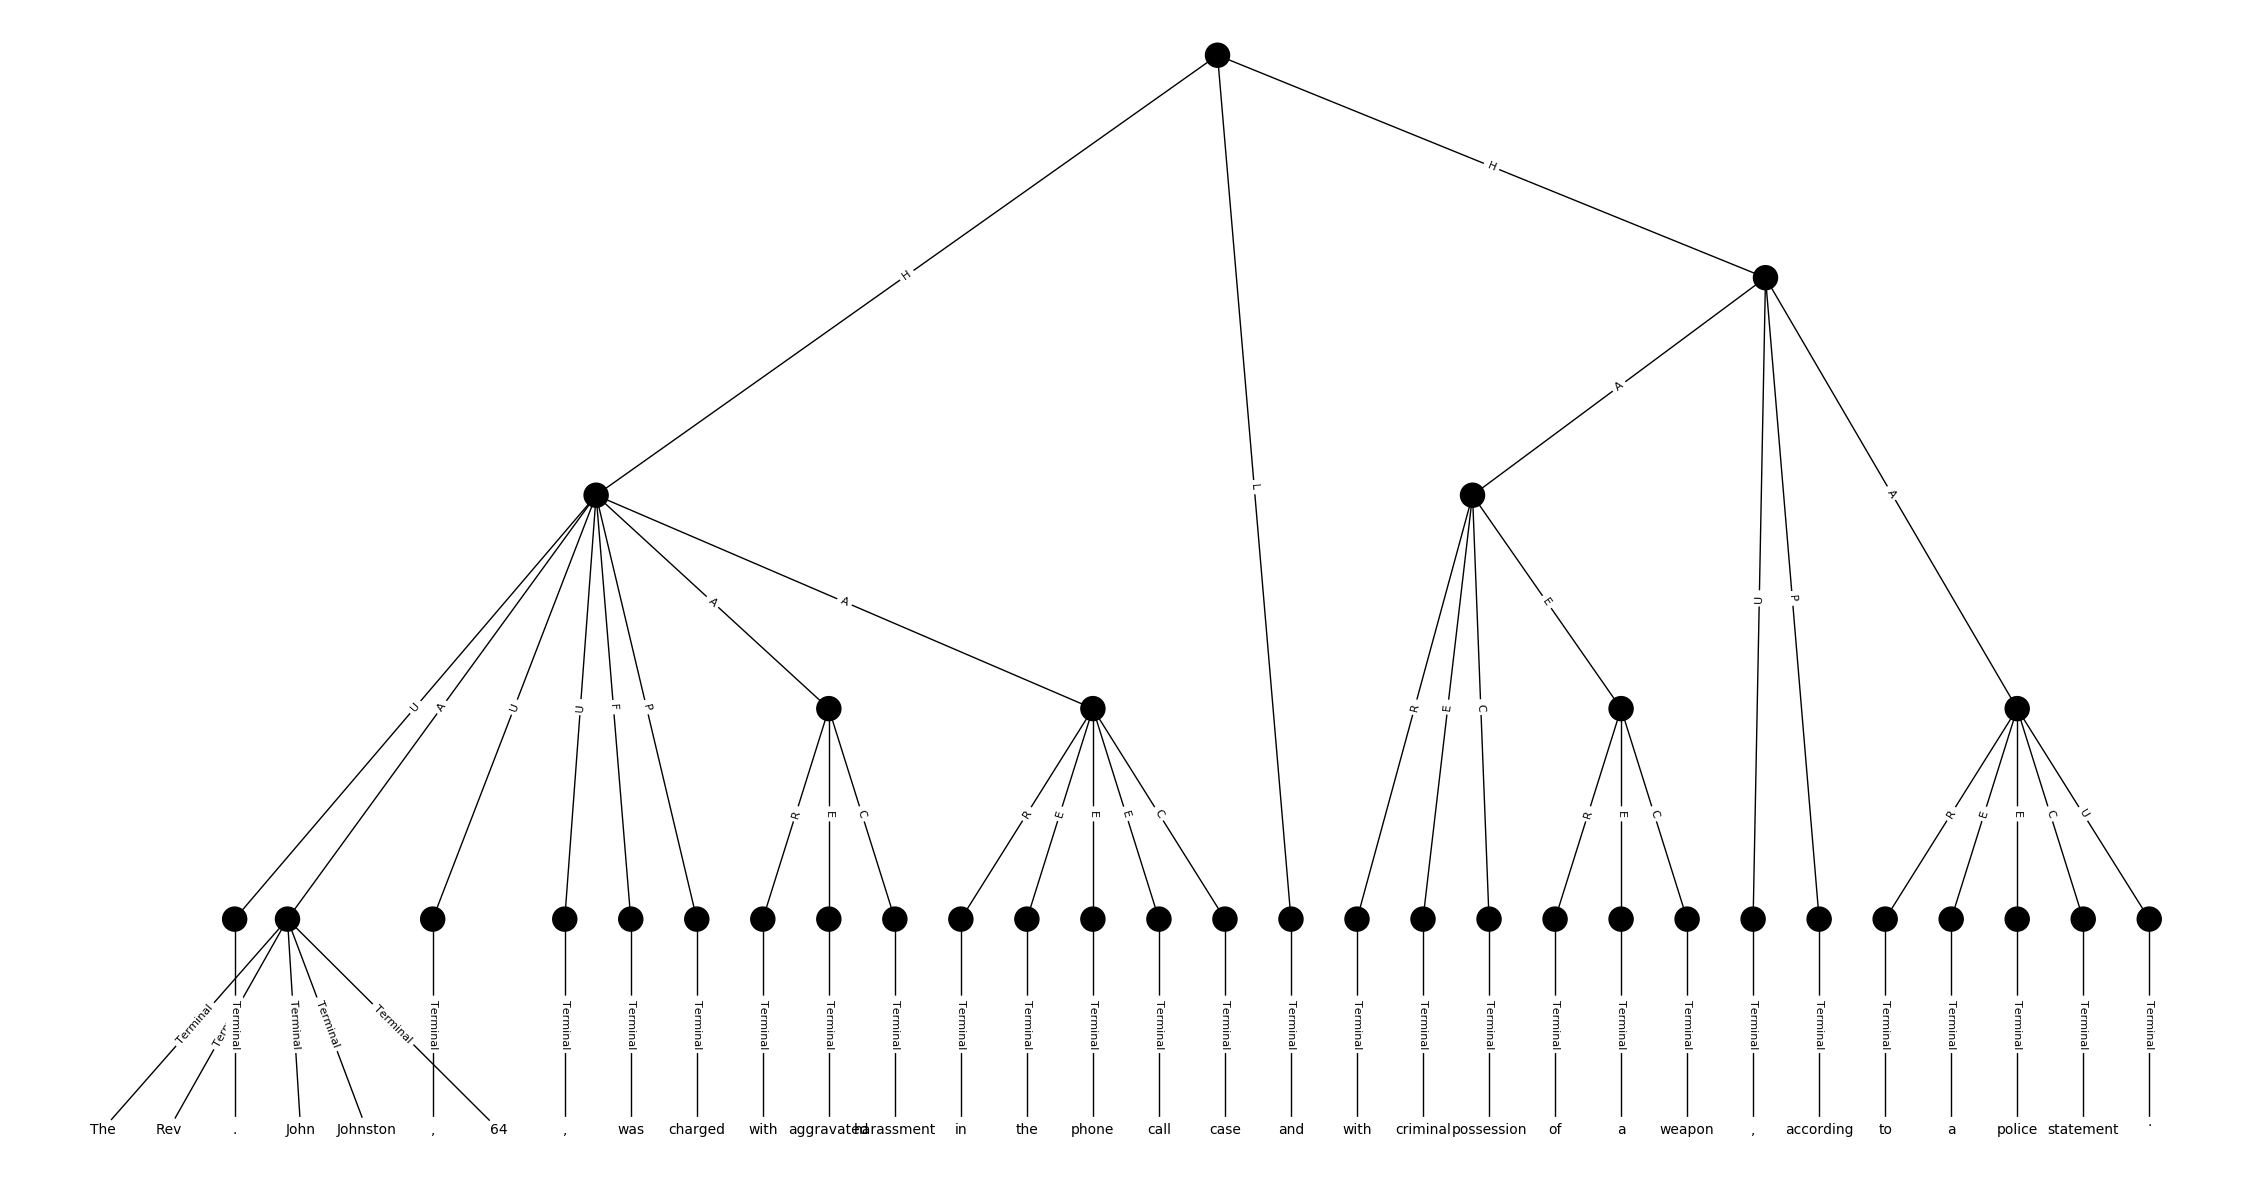 H
H
A
L
A
A
A
E
U
P
U
A
U
U
F
P
R
E
C
R
E
C
R
E
E
E
C
R
E
C
R
E
E
C
U
Terminal Terminal Terminal Terminal Terminal Terminal Terminal Terminal Terminal Terminal Terminal Terminal Terminal Terminal Terminal Terminal Terminal Terminal Terminal Terminal Terminal Terminal Terminal Terminal Terminal Terminal Terminal Terminal Terminal Terminal Terminal
The Rev . John Johnston , 64 , was charged with aggravated harassment in the phone call case and with criminal possession of a weapon , according to a police statement .